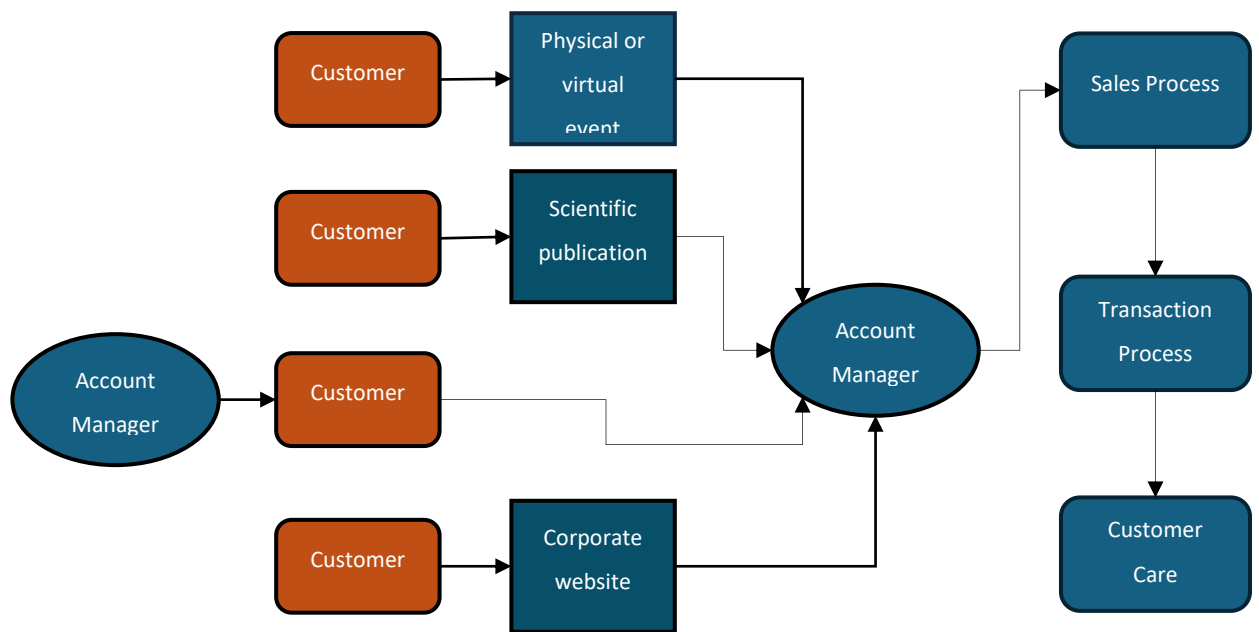 Customer
Physical or
virtual
event
Sales Process
Customer
Scientific
publication
Account
Manager
Customer
Account
Manager
Transaction
Process
Customer
Corporate
website
Customer
Care